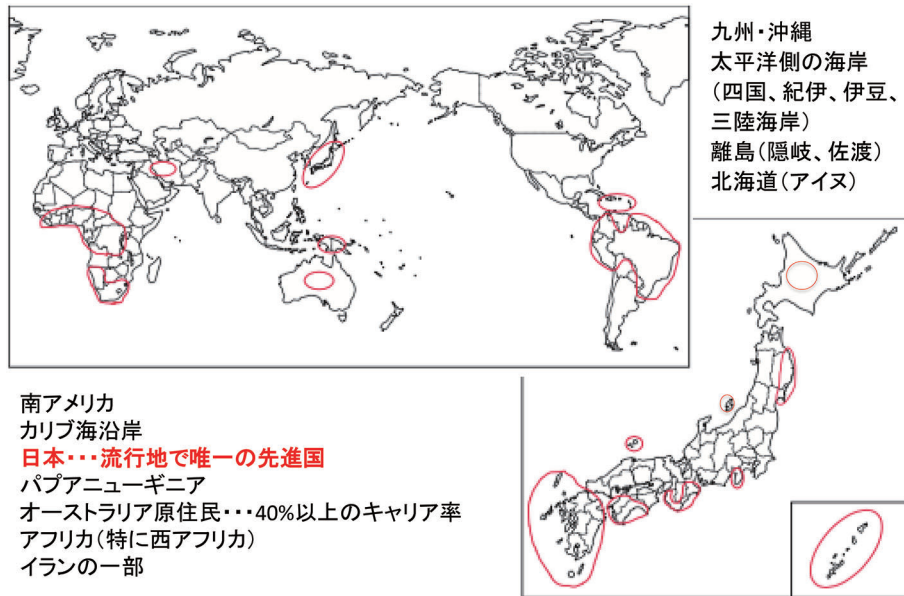 九州・沖縄
太平洋側の海岸
(四国、紀伊、伊豆、
三陸海岸)
離島(隠岐、佐渡)
北海道(アイヌ)
南アメリカ
カリブ海沿岸
日本・・・流行地で唯一の先進国
パプアニューギニア
オーストラリア原住民・・・40%以上のキャリア率
アフリカ(特に西アフリカ)
イランの一部